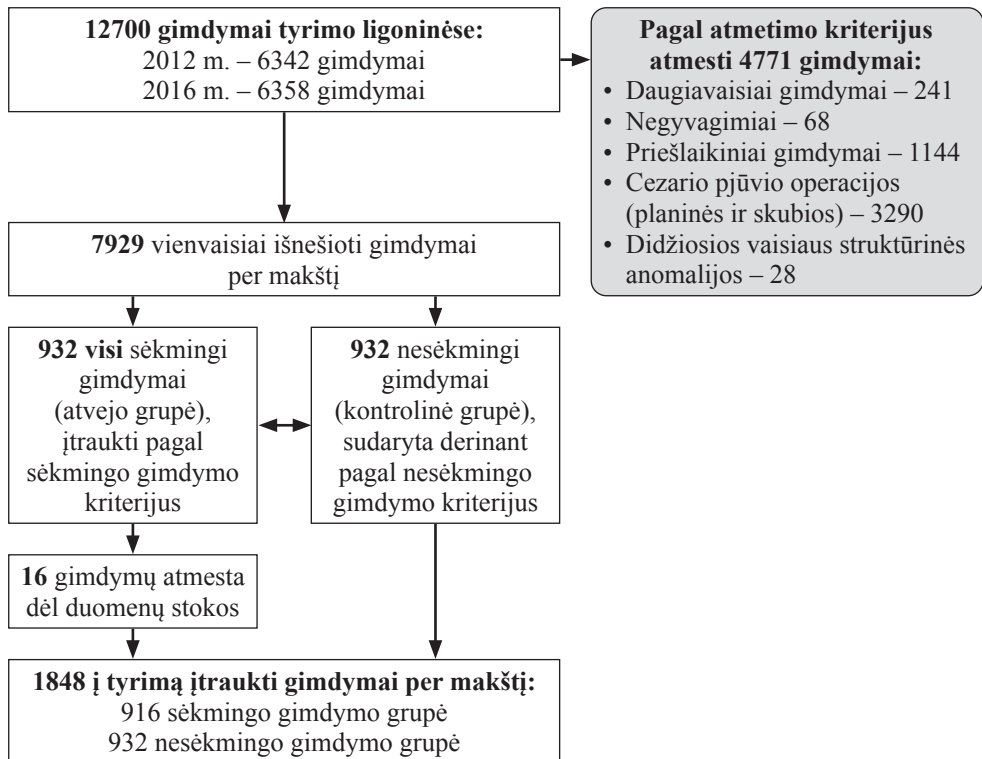 12700 gimdymai tyrimo ligoninėse:
2012 m. – 6342 gimdymai
2016 m. – 6358 gimdymai
Pagal atmetimo kriterijus
atmesti 4771 gimdymai:
• Daugiavaisiai gimdymai – 241
• Negyvagimiai – 68
• Priešlaikiniai gimdymai – 1144
• Cezario pjūvio operacijos
(planinės ir skubios) – 3290
• Didžiosios vaisiaus struktūrinės
anomalijos – 28
7929 vienvaisiai išnešioti gimdymai
per makštį
932 visi sėkmingi
gimdymai
(atvejo grupė),
įtraukti pagal
sėkmingo gimdymo
kriterijus
932 nesėkmingi
gimdymai
(kontrolinė grupė),
sudaryta derinant
pagal nesėkmingo
gimdymo kriterijus
16 gimdymų atmesta
dėl duomenų stokos
1848 į tyrimą įtraukti gimdymai per makštį:
916 sėkmingo gimdymo grupė
932 nesėkmingo gimdymo grupė